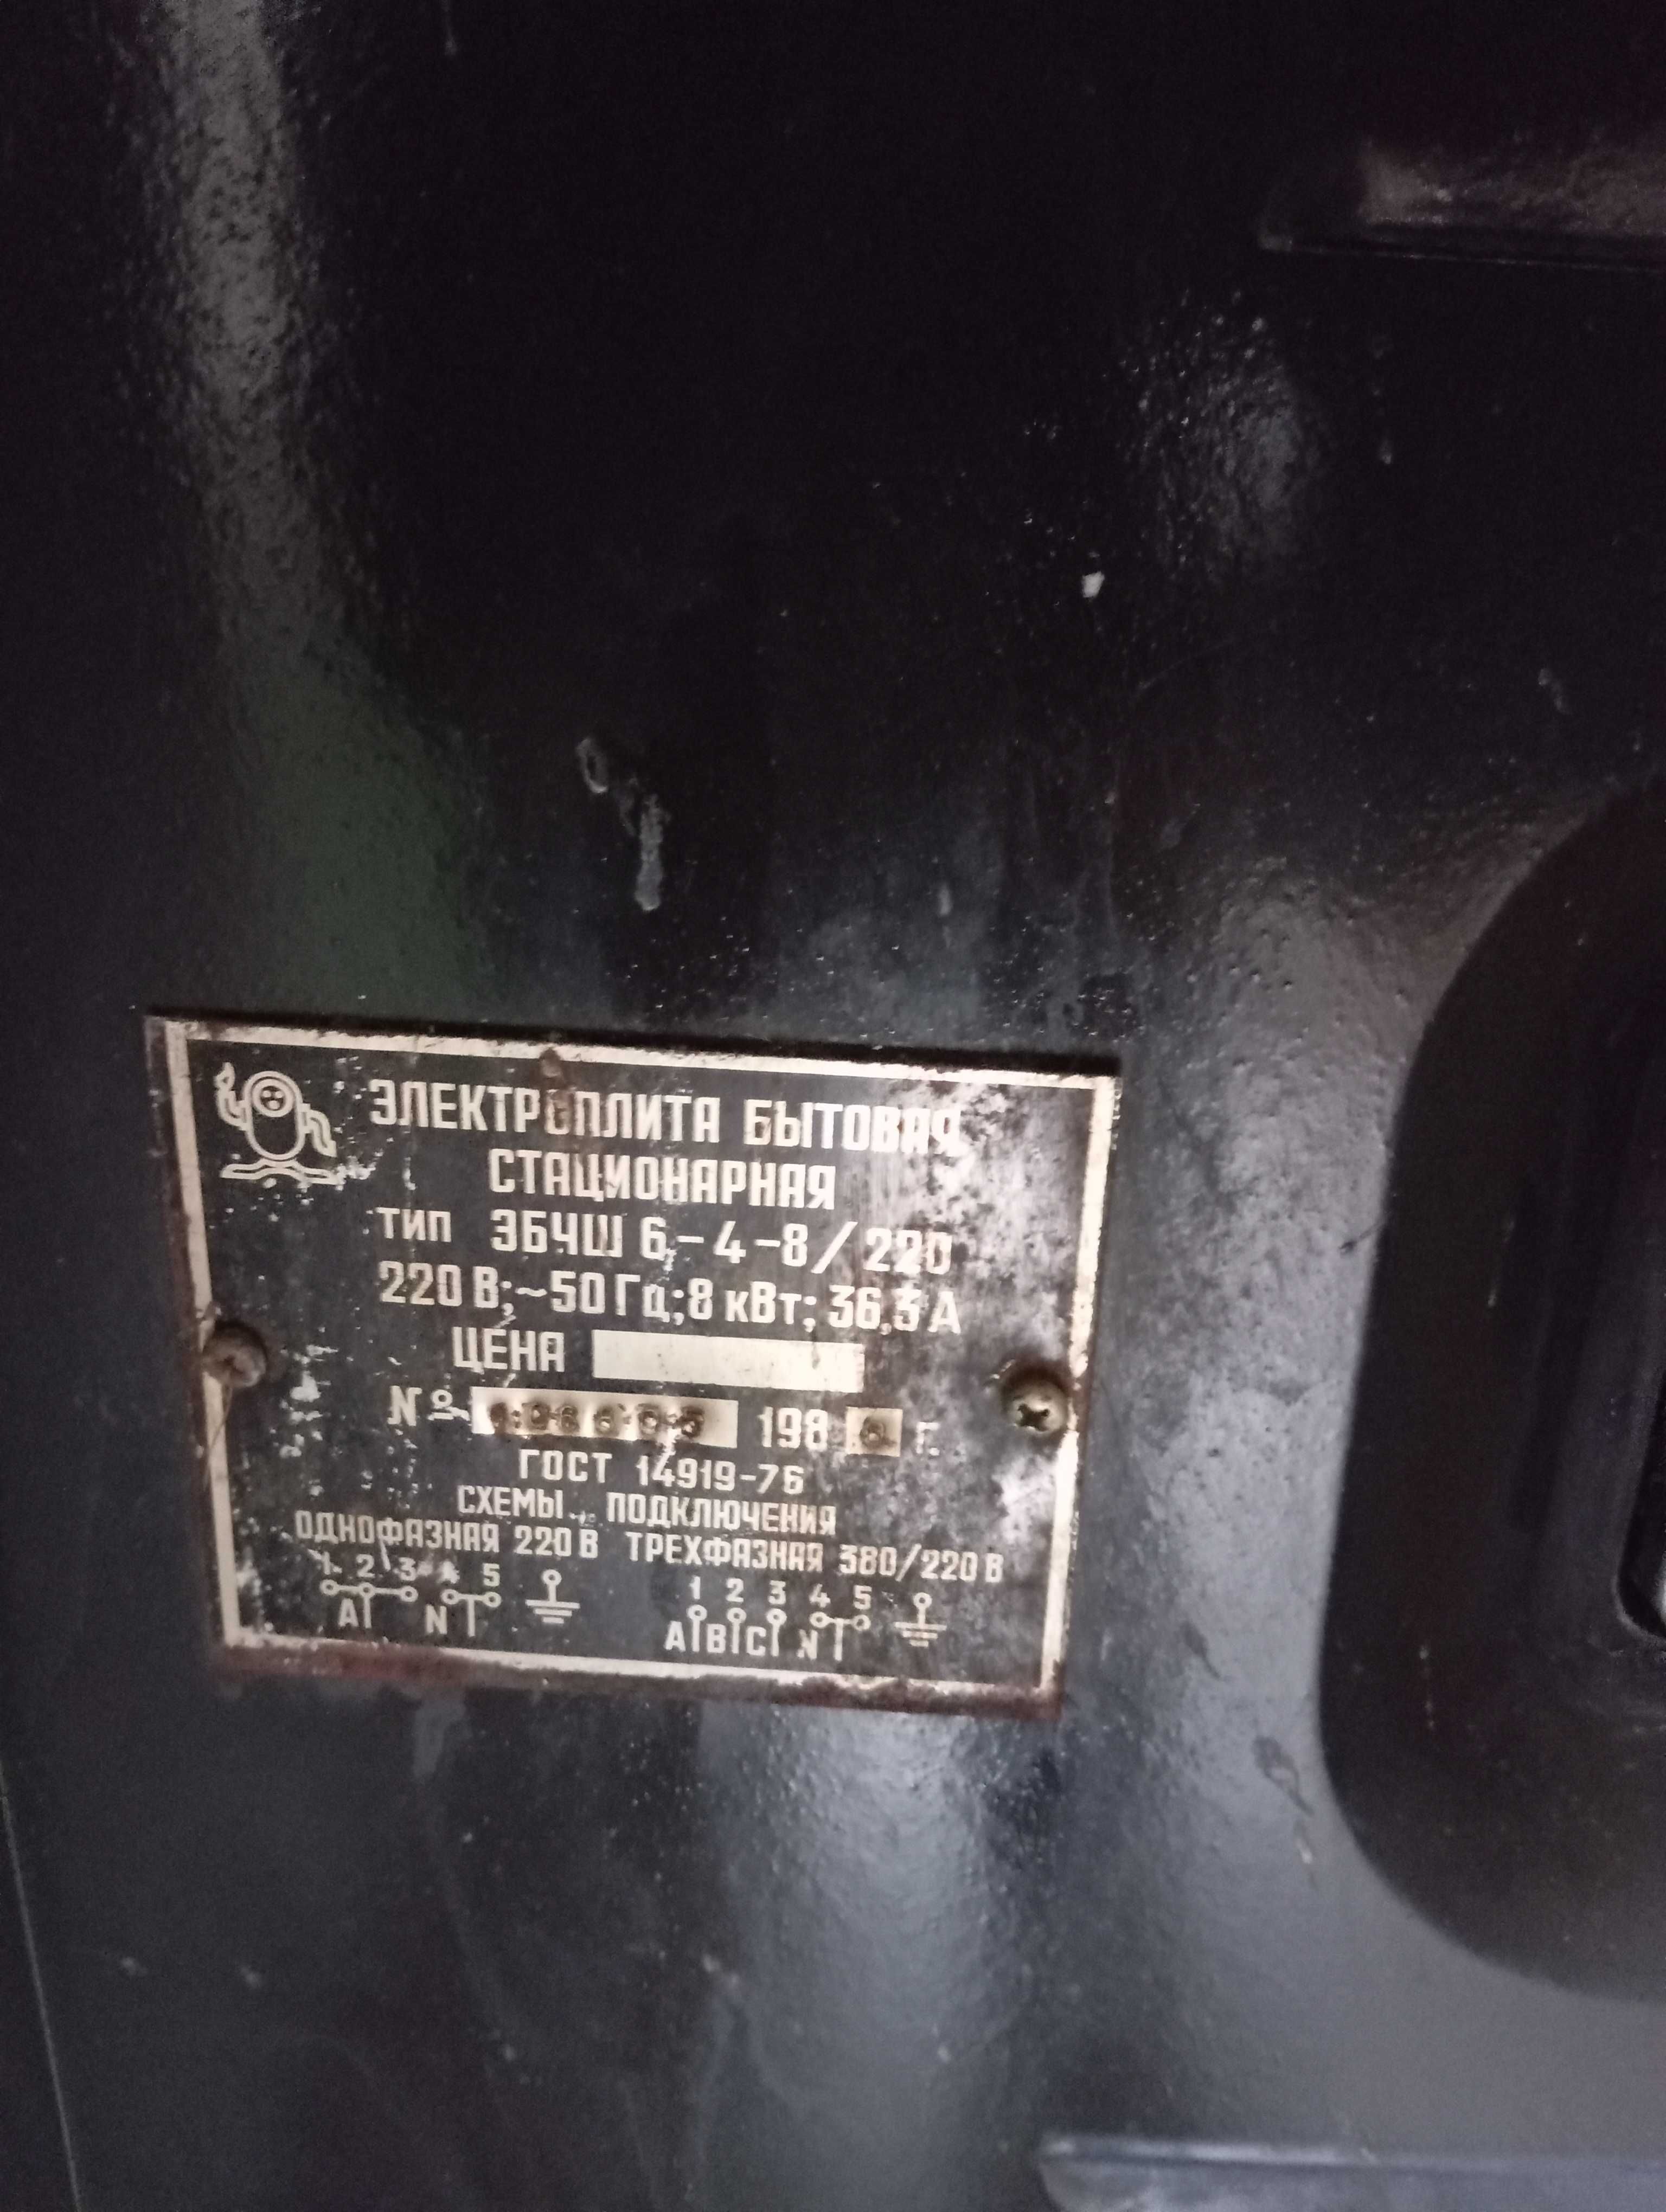 ЭЛЕКТРОПЛИТА БЫТОВАЯ
СТАЦИОНАРНАЯ
ТИП ЭБЧШ 6-4-8/220
220 В; ~50 Гц; 8 кВт; 36,3 А
ЦЕНА
№ 198 г.
ГОСТ 14919-76
СХЕМЫ ПОДКЛЮЧЕНИЯ
ОДНОФАЗНАЯ 220 В ТРЕХФАЗНАЯ 380/220 В
1 2 3 4 5 1 2 3 4 5
A N A B C N